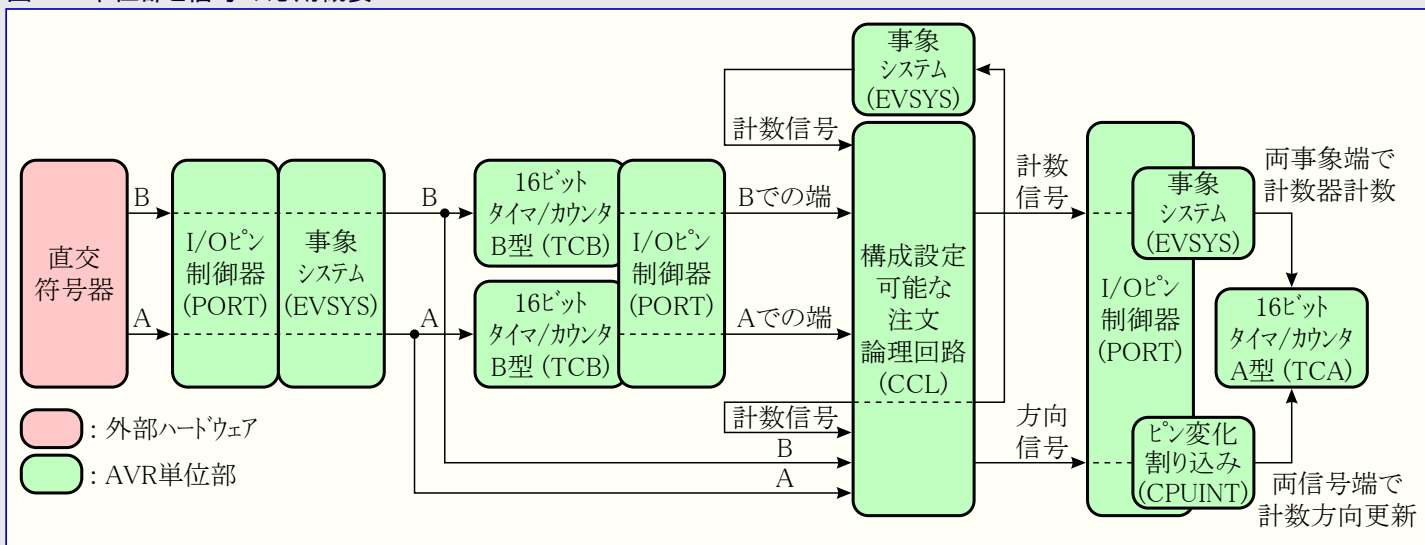 事象
システム
(EVSYS)
計数信号
B
A
直交
符号器
I/Oピン
制御器
(PORT)
事象
システム
(EVSYS)
B
A
16ビット
タイマ/カウンタ
B型 (TCB)
16ビット
タイマ/カウンタ
B型 (TCB)
I/Oピン
制御器
(PORT)
Bでの端
Aでの端
構成設定
可能な
注文
論理回路
(CCL)
計数信号
B
A
計数
信号
方向
信号
I/Oピン
制御器
(PORT)
事象
システム
(EVSYS)
両事象端で
計数器計数
16ビット
タイマ/カウンタ
A型 (TCA)
ピン変化
割り込み
(CPUINT)
両信号端で
計数方向更新
: 外部ハードウェア
: AVR単位部